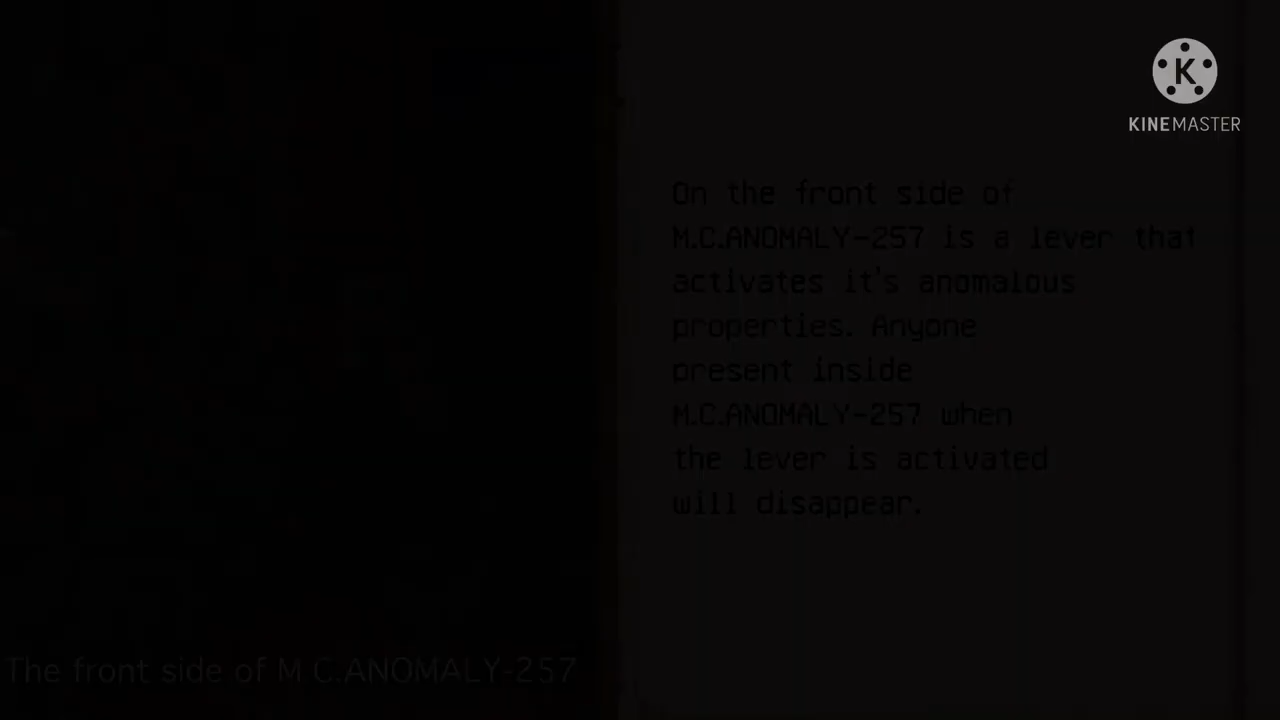 K
KINEMASTER
On the front side of
M.C.ANOMALY-257 is a lever that
activates it's anomalous
properties. Anyone
present inside
M.C.ANOMALY-257 when
the lever is activated
will disappear.
The front side of M C.ANOMALY-257